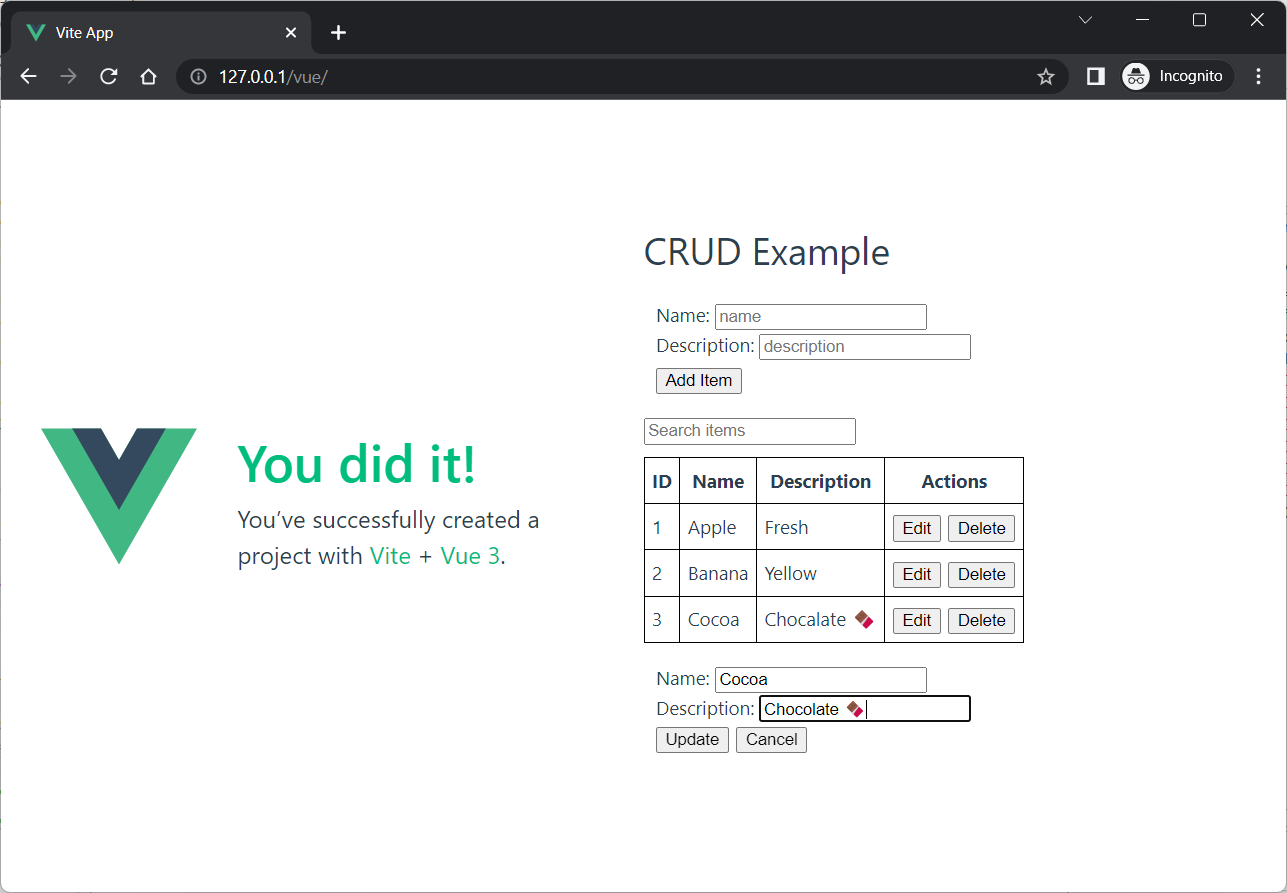 Vite App
127.0.0.1/vue/
Incognito
You did it!
You’ve successfully created a
project with Vite + Vue 3.
CRUD Example
Name: name
Description: description
Add Item
Search items
ID Name Description Actions
1 Apple Fresh Edit Delete
2 Banana Yellow Edit Delete
3 Cocoa Chocalate 🍫 Edit Delete
Name: Cocoa
Description: Chocolate 🍫
Update Cancel